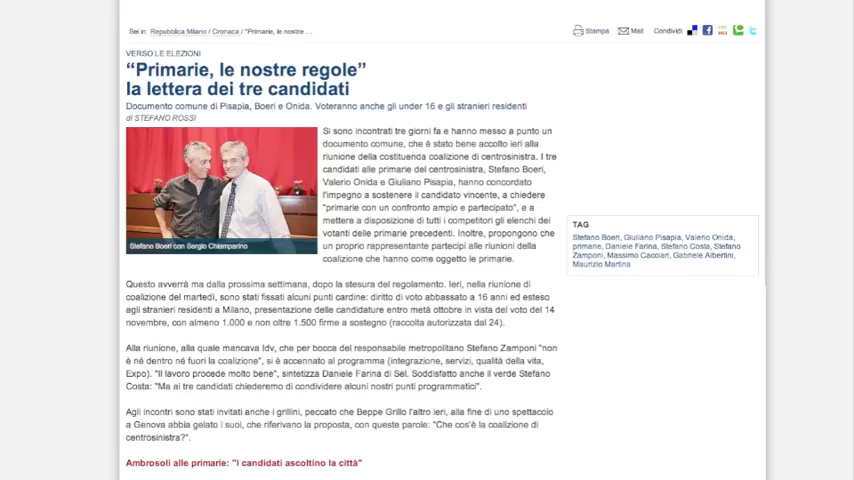 Sei in: Repubblica Milano / Cronaca / "Primarie, le nostre ...
Stampa Mail Condividi
VERSO LE ELEZIONI
“Primarie, le nostre regole”
la lettera dei tre candidati
Documento comune di Pisapia, Boeri e Onida. Voteranno anche gli under 16 e gli stranieri residenti
di STEFANO ROSSI
Si sono incontrati tre giorni fa e hanno messo a punto un
documento comune, che è stato bene accolto ieri alla
riunione della costituenda coalizione di centrosinistra. I tre
candidati alle primarie del centrosinistra, Stefano Boeri,
Valerio Onida e Giuliano Pisapia, hanno concordato
l'impegno a sostenere il candidato vincente, a chiedere
"primarie con un confronto ampio e partecipato", e a
mettere a disposizione di tutti i competitori gli elenchi dei
votanti delle primarie precedenti. Inoltre, propongono che
un proprio rappresentante partecipi alle riunioni della
coalizione che hanno come oggetto le primarie.
Stefano Boeri con Sergio Chiamparino
Questo avverrà ma dalla prossima settimana, dopo la stesura del regolamento. Ieri, nella riunione di
coalizione del martedì, sono stati fissati alcuni punti cardine: diritto di voto abbassato a 16 anni ed esteso
agli stranieri residenti a Milano, presentazione delle candidature entro metà ottobre in vista del voto del 14
novembre, con almeno 1.000 e non oltre 1.500 firme a sostegno (raccolta autorizzata dal 24).
Alla riunione, alla quale mancava Idv, che per bocca del responsabile metropolitano Stefano Zamponi "non
è né dentro né fuori la coalizione", si è accennato al programma (integrazione, servizi, qualità della vita,
Expo). "Il lavoro procede molto bene", sintetizza Daniele Farina di Sel. Soddisfatto anche il verde Stefano
Costa: "Ma ai tre candidati chiederemo di condividere alcuni nostri punti programmatici".
Agli incontri sono stati invitati anche i grillini, peccato che Beppe Grillo l'altro ieri, alla fine di uno spettacolo
a Genova abbia gelato i suoi, che riferivano la proposta, con queste parole: "Che cos'è la coalizione di
centrosinistra?".
Ambrosoli alle primarie: "I candidati ascoltino la città"
TAG
Stefano Boeri, Giuliano Pisapia, Valerio Onida,
primarie, Daniele Farina, Stefano Costa, Stefano
Zamponi, Massimo Cacciari, Gabriele Albertini,
Maurizio Martina